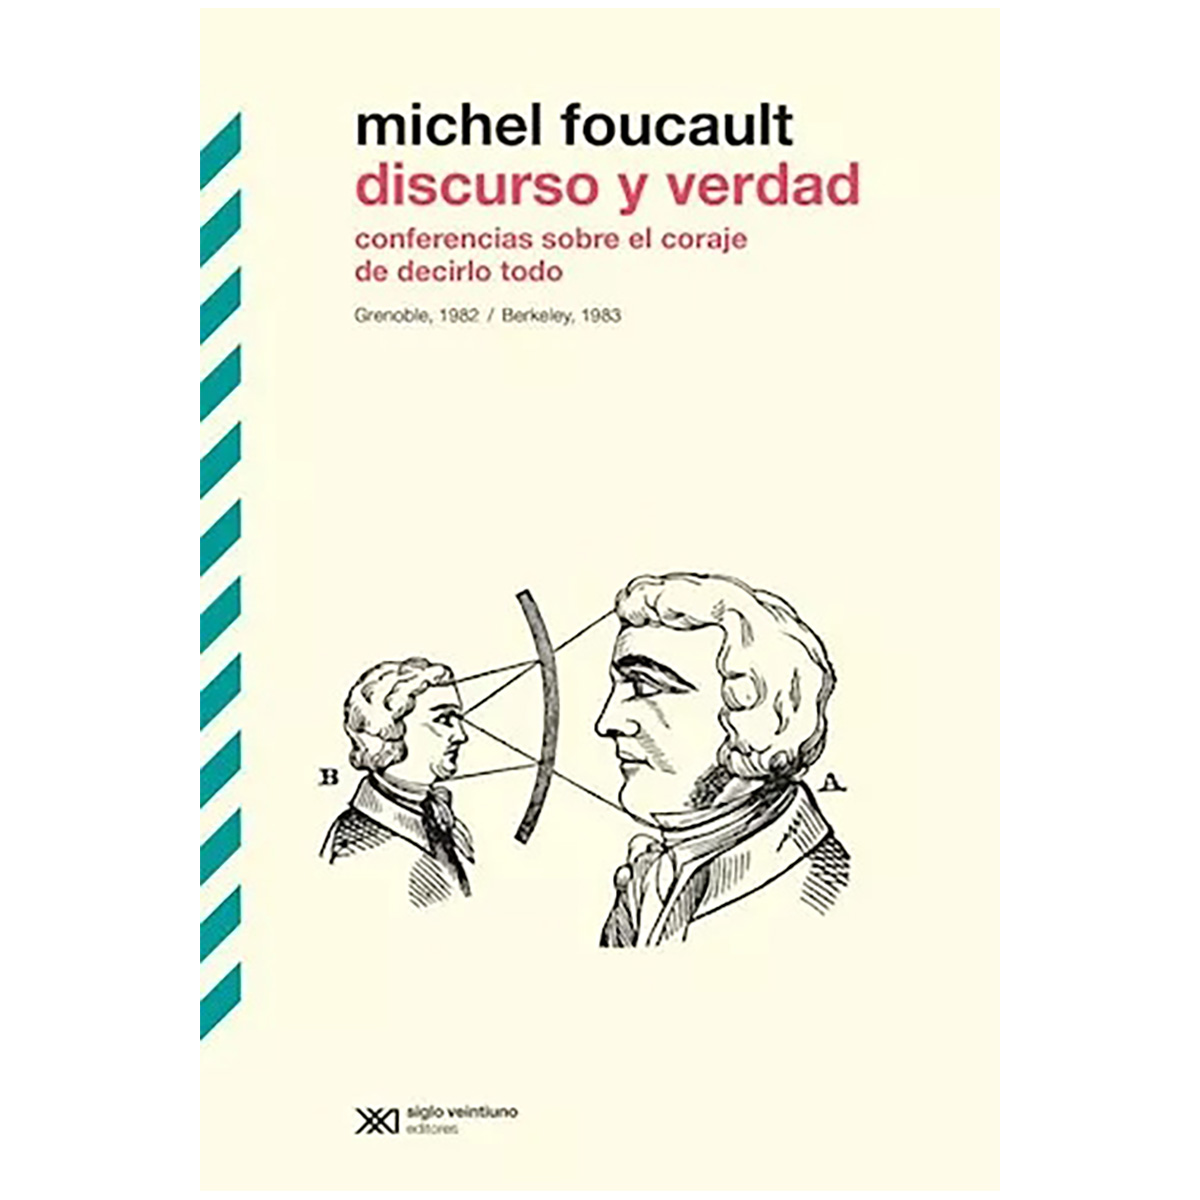 michel foucault
discurso y verdad
conferencias sobre el coraje
de decirlo todo
Grenoble, 1982 / Berkeley, 1983
B
A
siglo veintiuno
editores